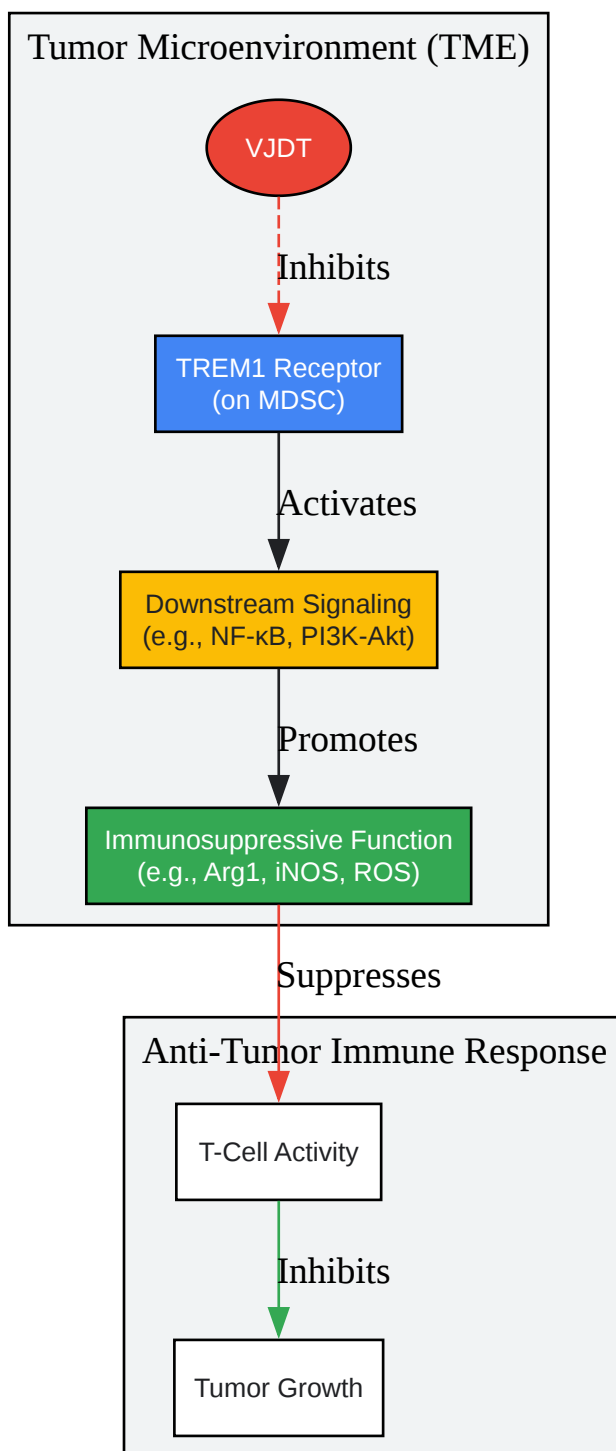 Tumor Microenvironment (TME)
VJDT
Inhibits
TREM1 Receptor
(on MDSC)
Activates
Downstream Signaling
(e.g., NF-κB, PI3K-Akt)
Promotes
Immunosuppressive Function
(e.g., Arg1, iNOS, ROS)
Suppresses
Anti-Tumor Immune Response
T-Cell Activity
Inhibits
Tumor Growth